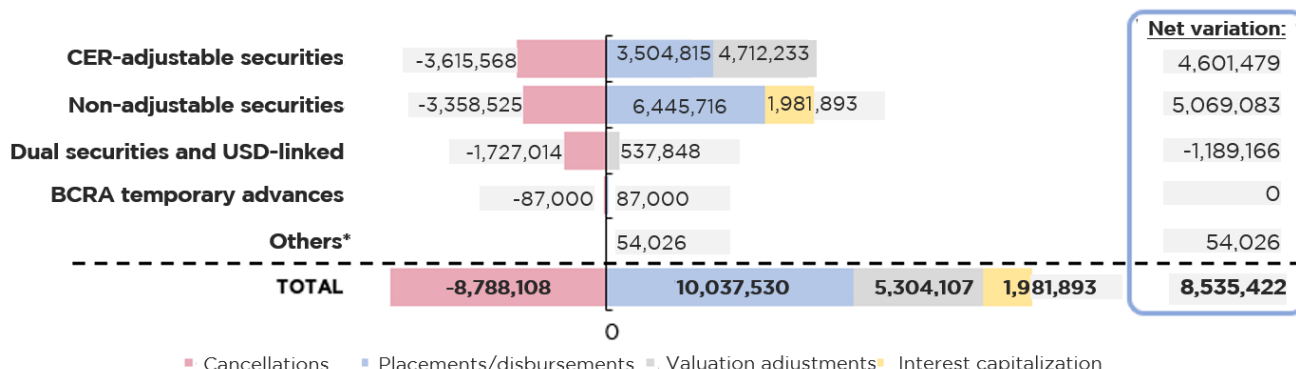 Net variation:
CER-adjustable securities -3,615,568 3,504,815 4,712,233 4,601,479
Non-adjustable securities -3,358,525 6,445,716 1,981,893 5,069,083
Dual securities and USD-linked -1,727,014 537,848 -1,189,166
BCRA temporary advances -87,000 87,000 0
Others* 54,026 54,026
TOTAL -8,788,108 10,037,530 5,304,107 1,981,893 8,535,422
0
Cancellations Placements/disbursements Valuation adjustments Interest capitalization